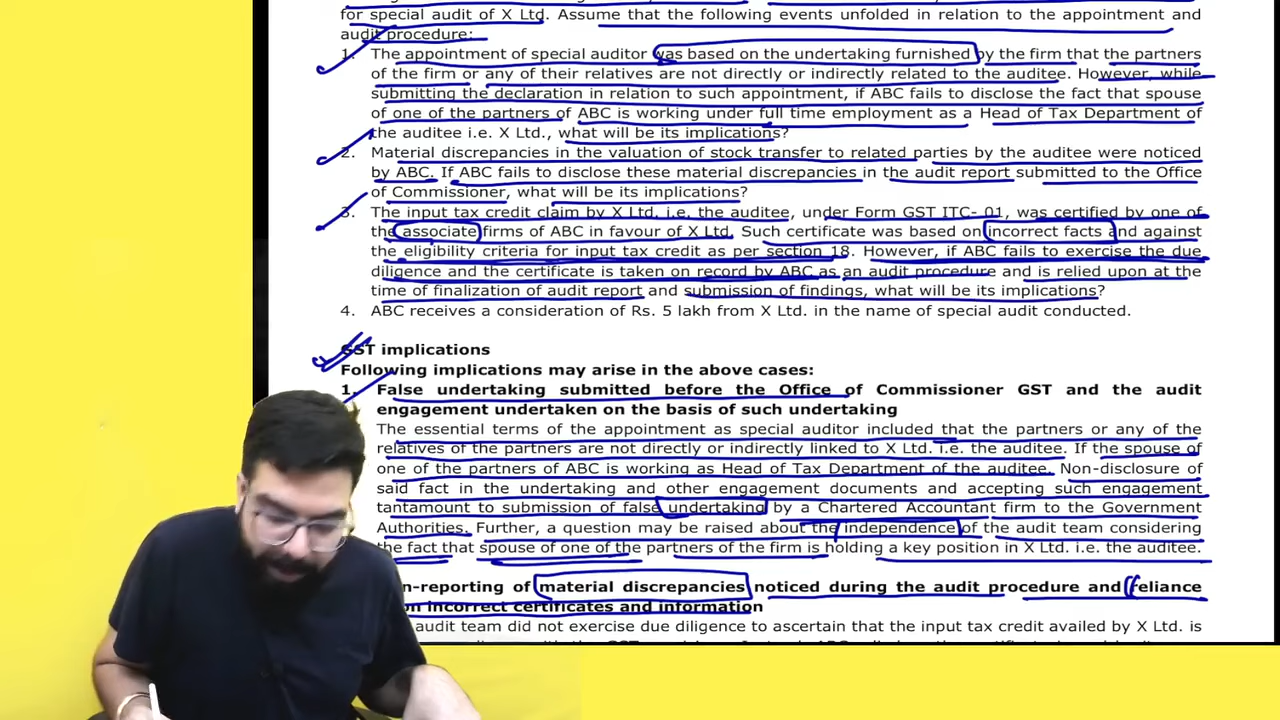 for special audit of X Ltd. Assume that the following events unfolded in relation to the appointment and
audit procedure:
1. The appointment of special auditor was based on the undertaking furnished by the firm that the partners
of the firm or any of their relatives are not directly or indirectly related to the auditee. However, while
submitting the declaration in relation to such appointment, if ABC fails to disclose the fact that spouse
of one of the partners of ABC is working under full time employment as a Head of Tax Department of
the auditee i.e. X Ltd., what will be its implications?
2. Material discrepancies in the valuation of stock transfer to related parties by the auditee were noticed
by ABC. If ABC fails to disclose these material discrepancies in the audit report submitted to the Office
of Commissioner, what will be its implications?
3. The input tax credit claim by X Ltd. i.e. the auditee, under Form GST ITC- 01, was certified by one of
the associate firms of ABC in favour of X Ltd. Such certificate was based on incorrect facts and against
the eligibility criteria for input tax credit as per section 18. However, if ABC fails to exercise the due
diligence and the certificate is taken on record by ABC as an audit procedure and is relied upon at the
time of finalization of audit report and submission of findings, what will be its implications?
4. ABC receives a consideration of Rs. 5 lakh from X Ltd. in the name of special audit conducted.
GST implications
Following implications may arise in the above cases:
1. False undertaking submitted before the Office of Commissioner GST and the audit
engagement undertaken on the basis of such undertaking
The essential terms of the appointment as special auditor included that the partners or any of the
relatives of the partners are not directly or indirectly linked to X Ltd. i.e. the auditee. If the spouse of
one of the partners of ABC is working as Head of Tax Department of the auditee. Non-disclosure of
said fact in the undertaking and other engagement documents and accepting such engagement
tantamount to submission of false undertaking by a Chartered Accountant firm to the Government
Authorities. Further, a question may be raised about the independence of the audit team considering
the fact that spouse of one of the partners of the firm is holding a key position in X Ltd. i.e. the auditee.
n-reporting of material discrepancies noticed during the audit procedure and reliance
n incorrect certificates and information
audit team did not exercise due diligence to ascertain that the input tax credit availed by X Ltd. is